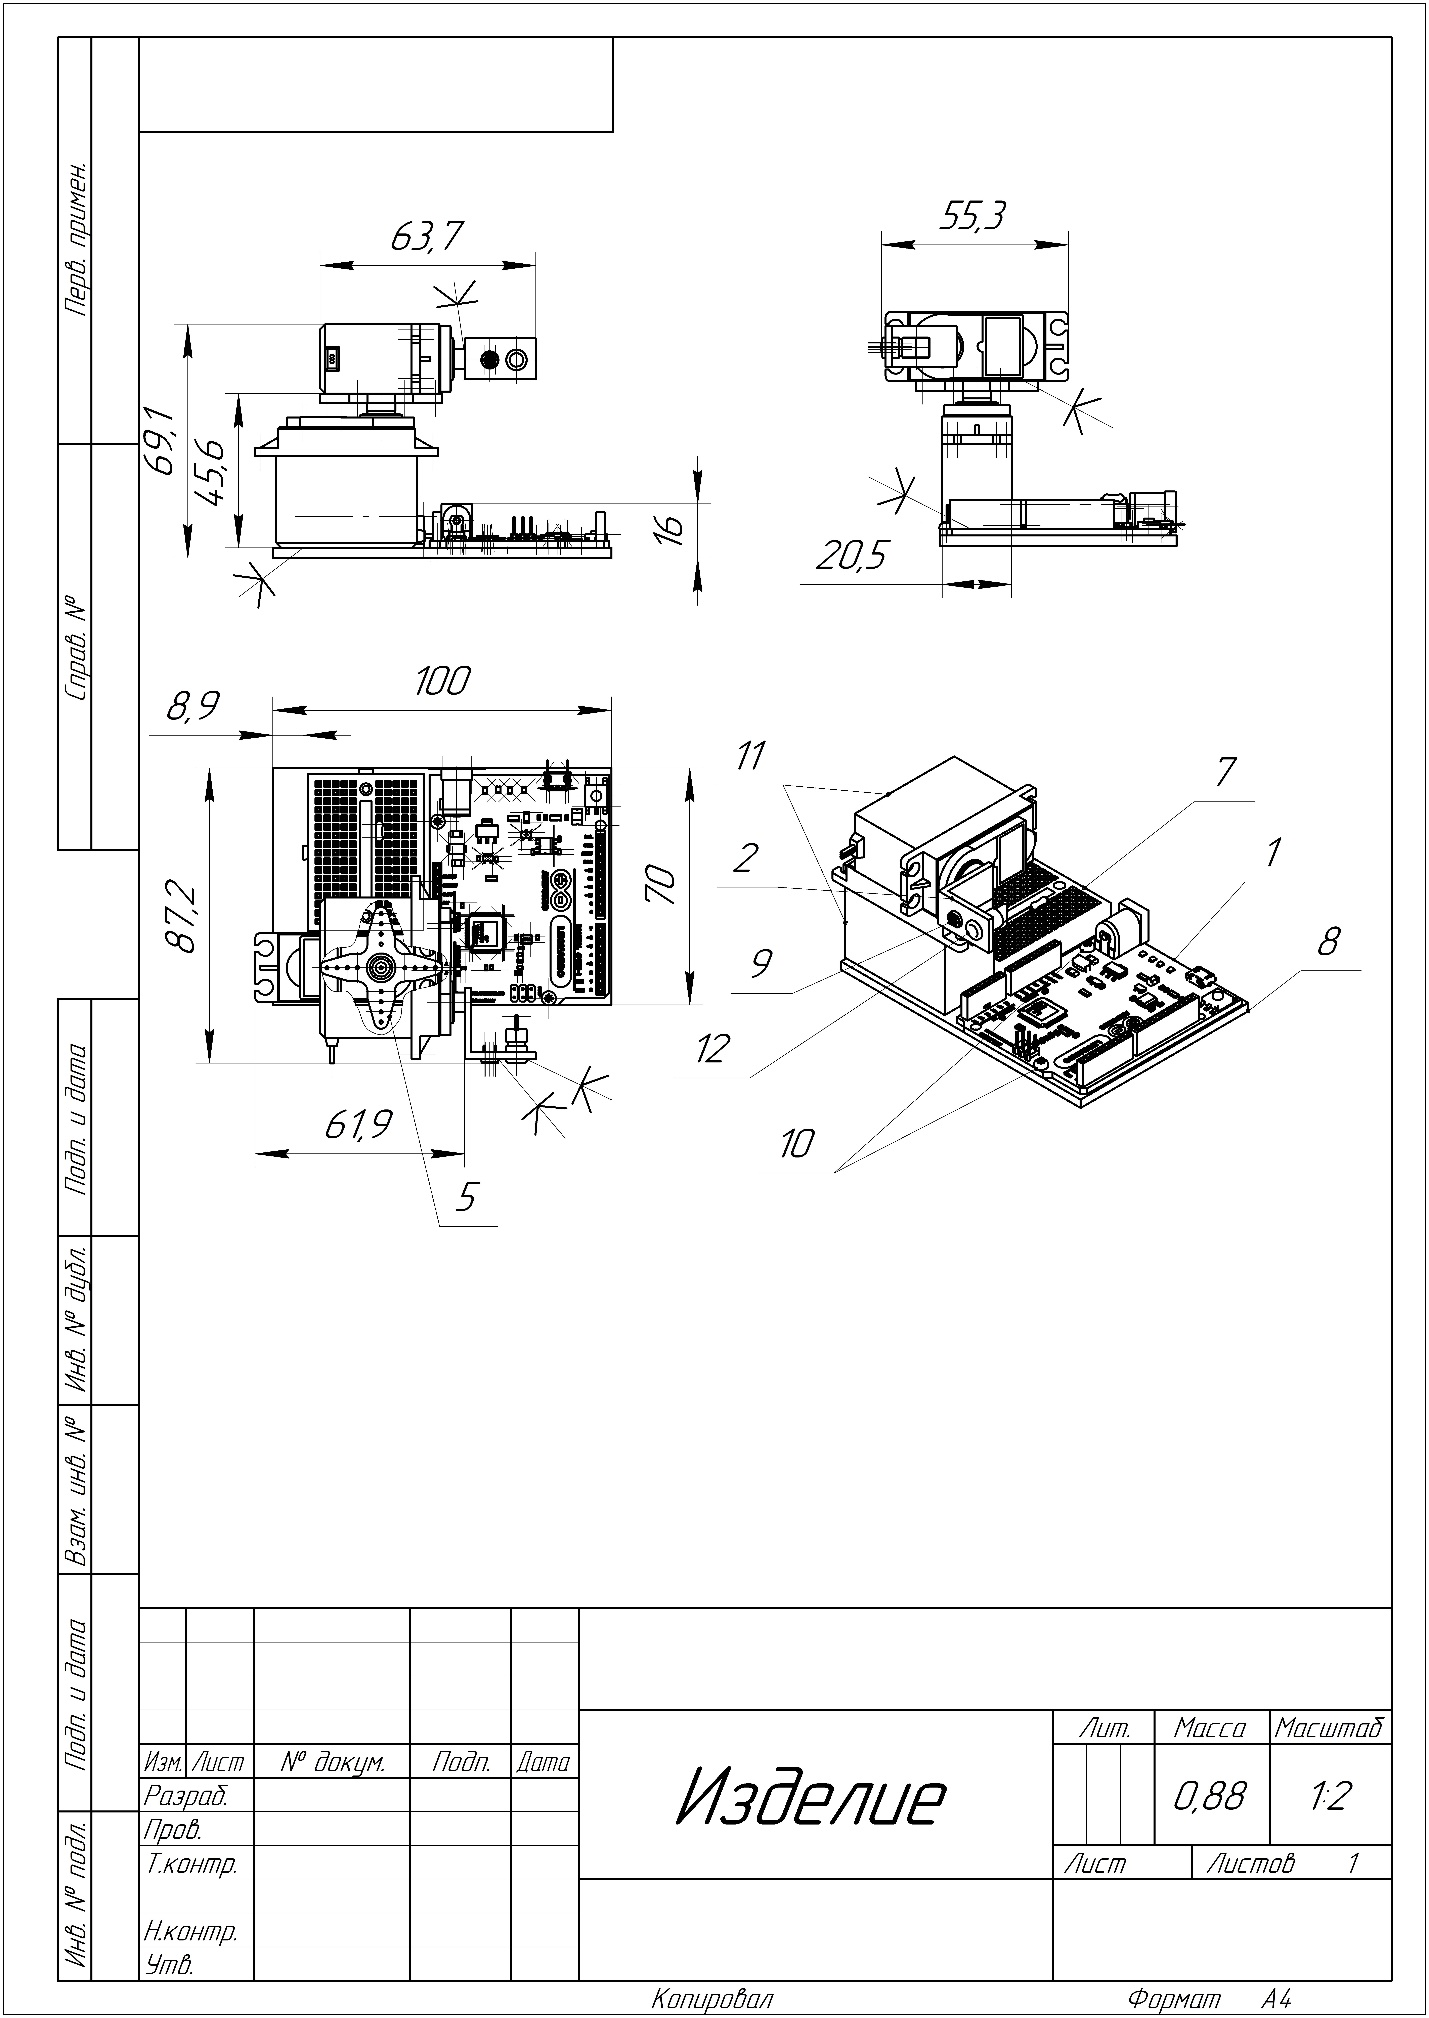 Перв. примен.
Справ. №
Подп. и дата
Инв. № дубл.
Взам. инв. №
Подп. и дата
Инв. № подл.
63,7
69,1
45,6
16
55,3
20,5
100
8,9
87,2
70
61,9
5
11
7
2
1
9
8
12
10
Изм. Лист № докум. Подп. Дата
Разраб.
Пров.
Т.контр.
Н.контр.
Утв.
Изделие
Лит. Масса Масштаб
0,88 1:2
Лист Листов 1
Копировал Формат А4